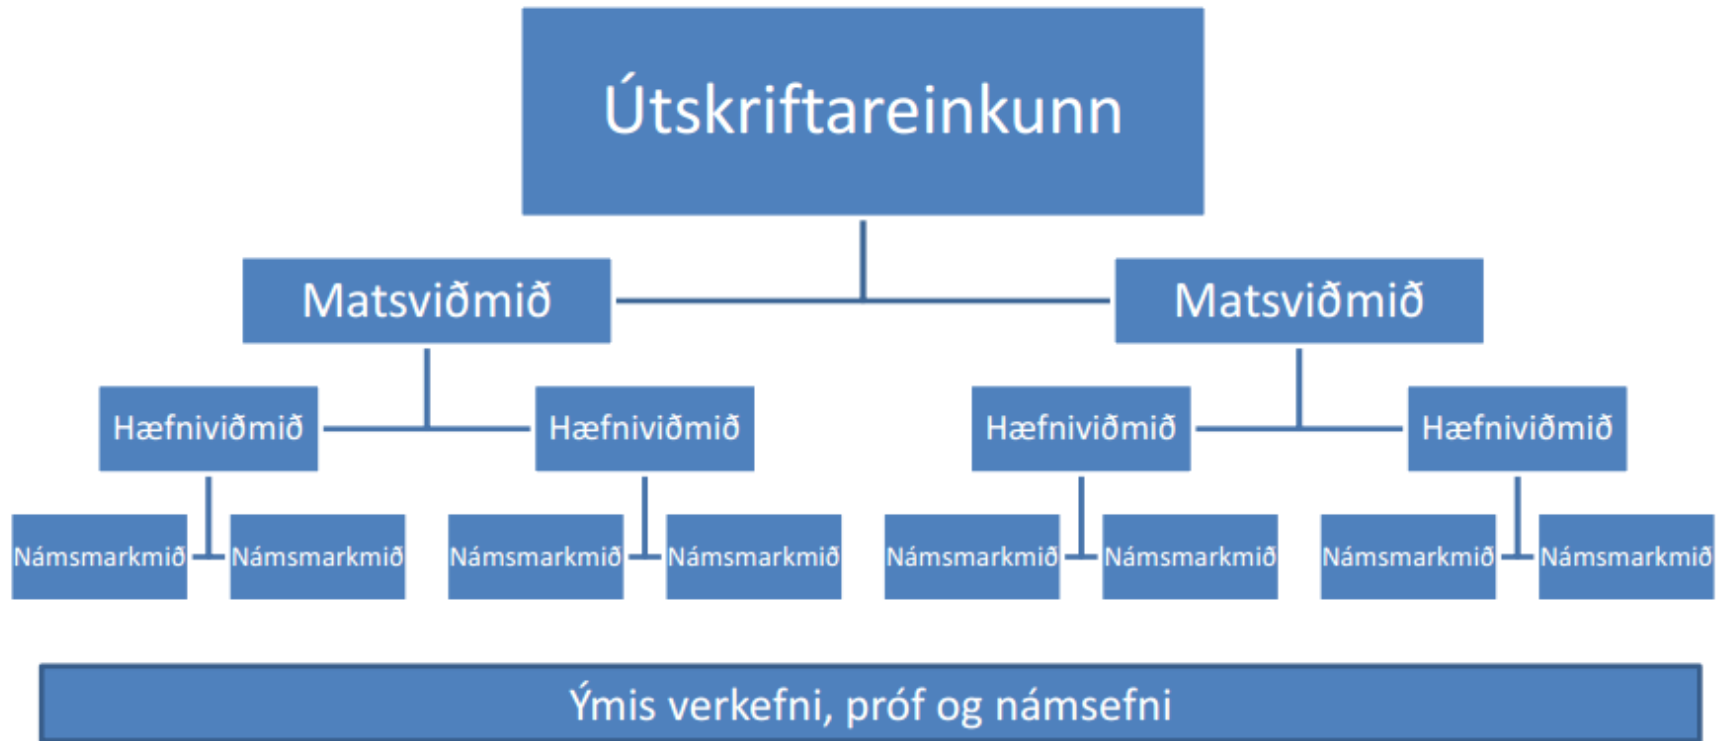 Útskriftareinkunn
Matsviðmið Matsviðmið
Hæfniviðmið Hæfniviðmið Hæfniviðmið Hæfniviðmið
Námsmarkmið Námsmarkmið Námsmarkmið Námsmarkmið Námsmarkmið Námsmarkmið Námsmarkmið Námsmarkmið
Ýmis verkefni, próf og námsefni